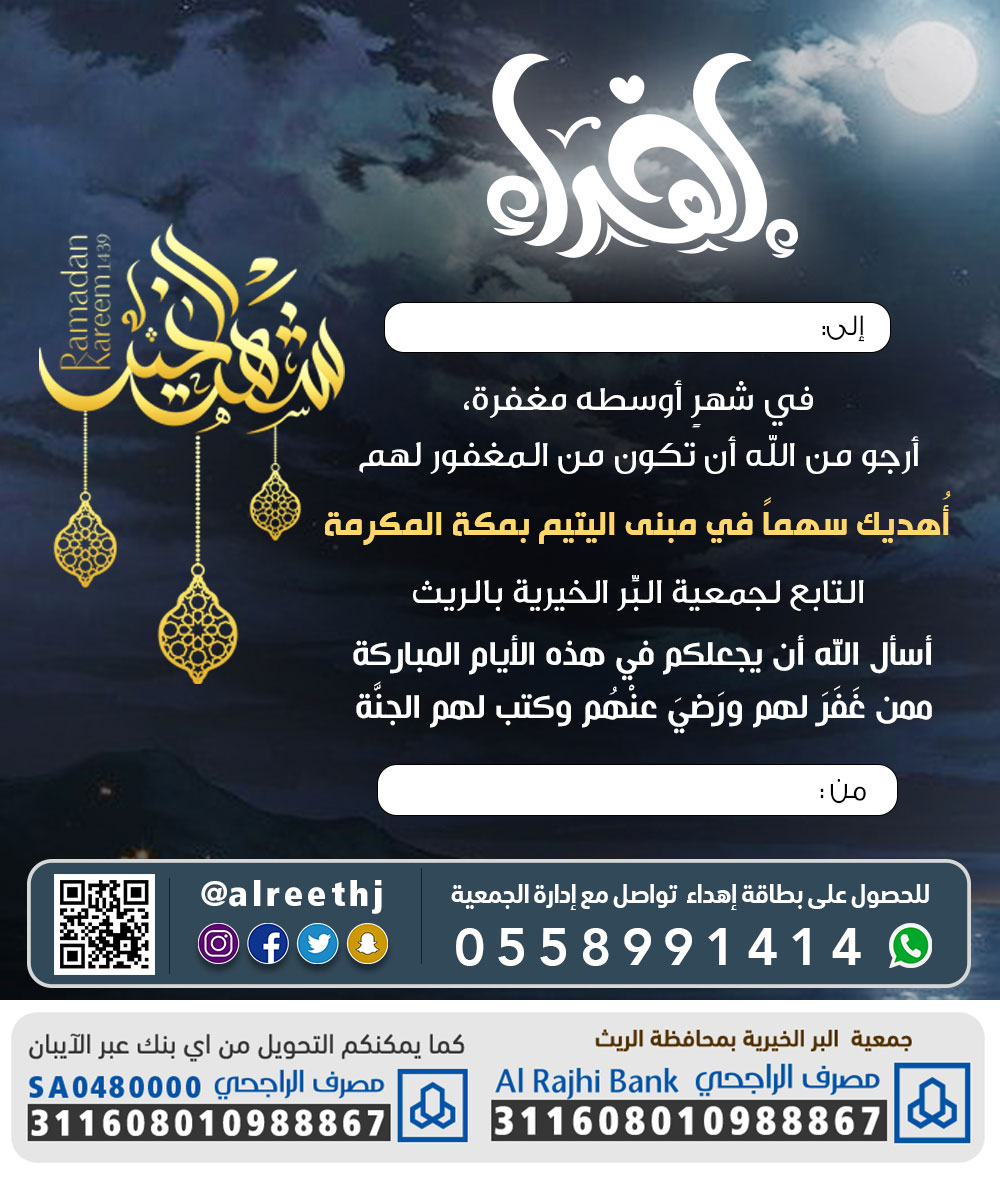 إهداء
شهر الخير
Ramadan
Kareem 1439
إلى:
في شهرٍ أوسطه مغفرة،
أرجو من الله أن تكون من المغفور لهم
أُهديك سهماً في مبنى اليتيم بمكة المكرمة
التابع لجمعية البِّر الخيرية بالريث
أسأل الله أن يجعلكم في هذه الأيام المباركة
ممن غَفَرَ لهم ورَضيَ عنْهُم وكتب لهم الجنَّة
من :
للحصول على بطاقة إهداء تواصل مع إدارة الجمعية
0558991414
@alreethj
جمعية البر الخيرية بمحافظة الريث
مصرف الراجحي Al Rajhi Bank
311608010988867
كما يمكنكم التحويل من اي بنك عبر الآيبان
مصرف الراجحي SA0480000
311608010988867